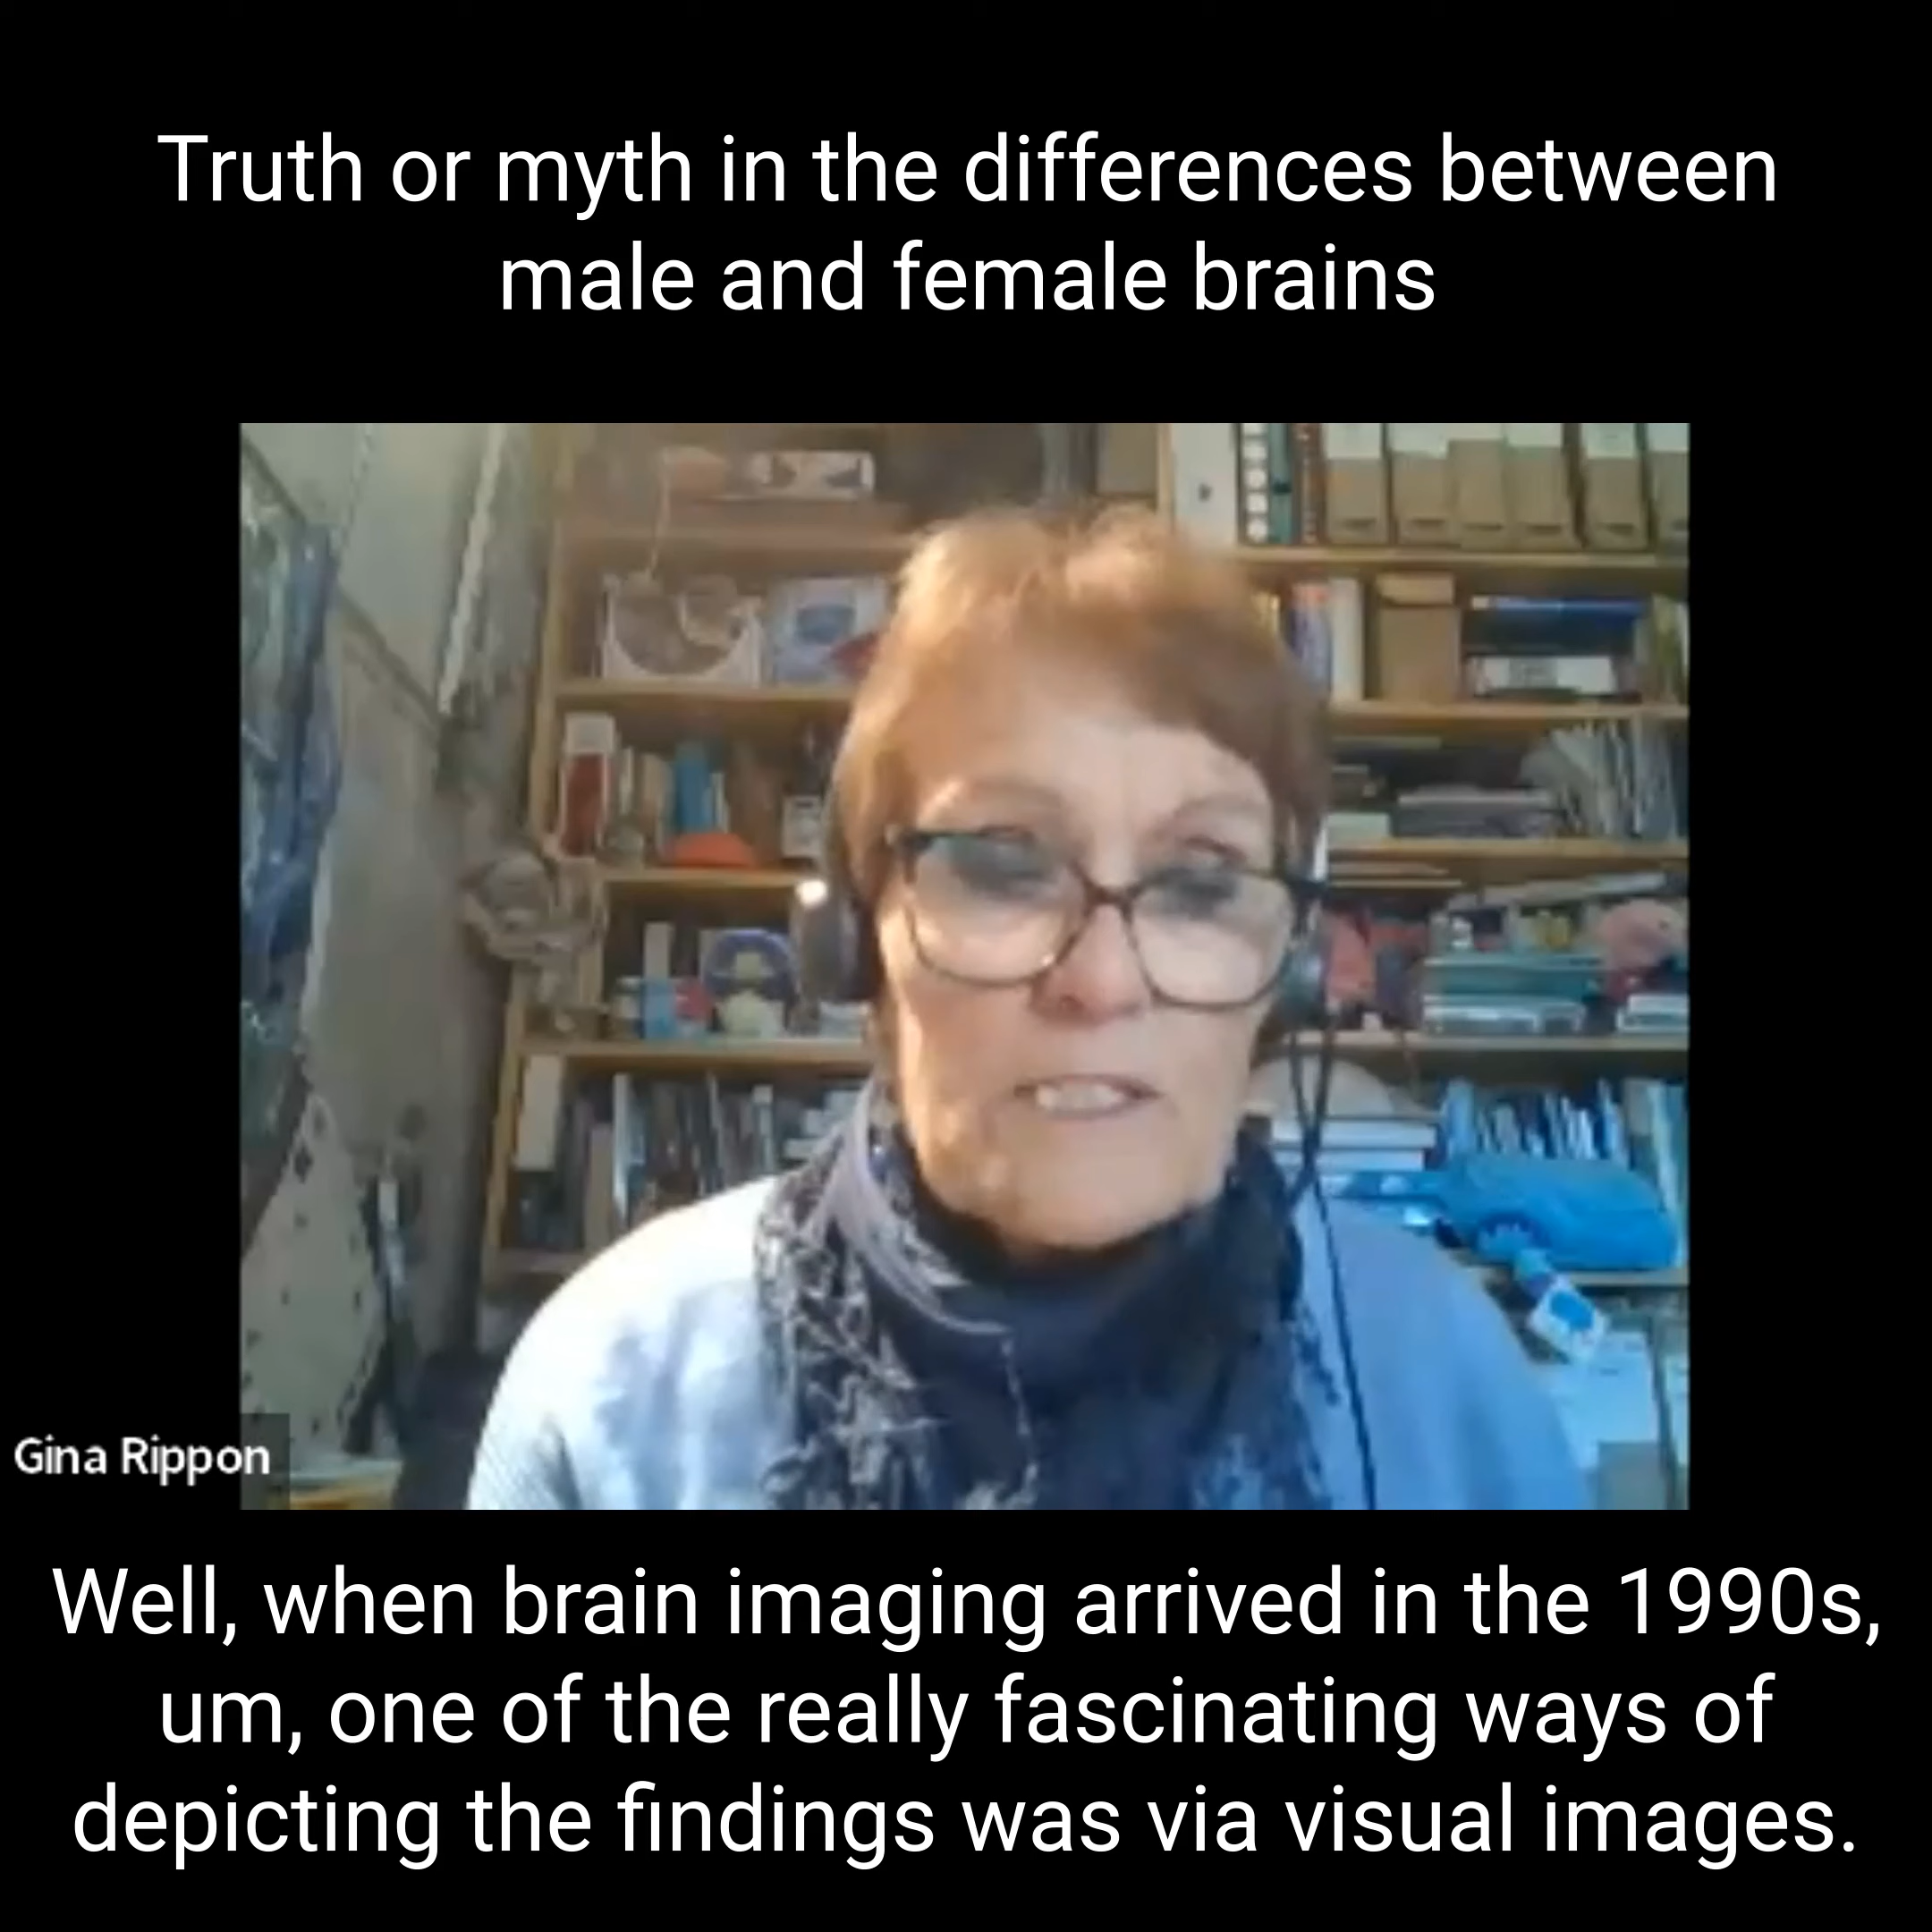 Truth or myth in the differences between
male and female brains
Gina Rippon
Well, when brain imaging arrived in the 1990s,
um, one of the really fascinating ways of
depicting the findings was via visual images.